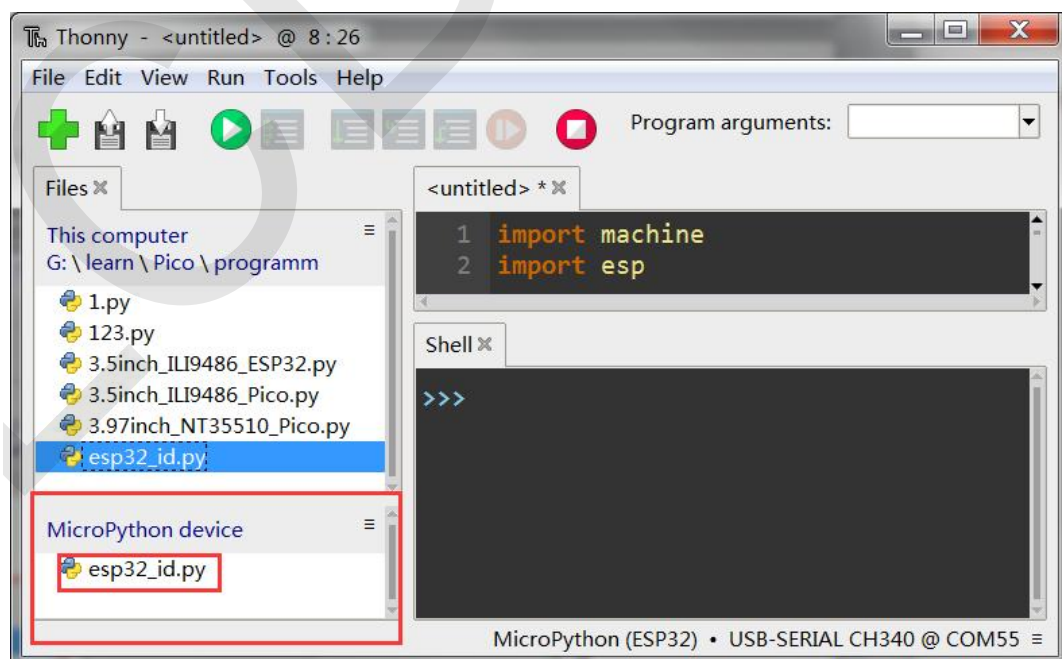 Thonny - <untitled> @ 8:26
File Edit View Run Tools Help
Program arguments:
Files
This computer
G: \ learn \ Pico \ programm
1.py
123.py
3.5inch_ILI9486_ESP32.py
3.5inch_ILI9486_Pico.py
3.97inch_NT35510_Pico.py
esp32_id.py
MicroPython device
esp32_id.py
<untitled> *
1 import machine
2 import esp
Shell
>>>
MicroPython (ESP32) • USB-SERIAL CH340 @ COM55 ≡